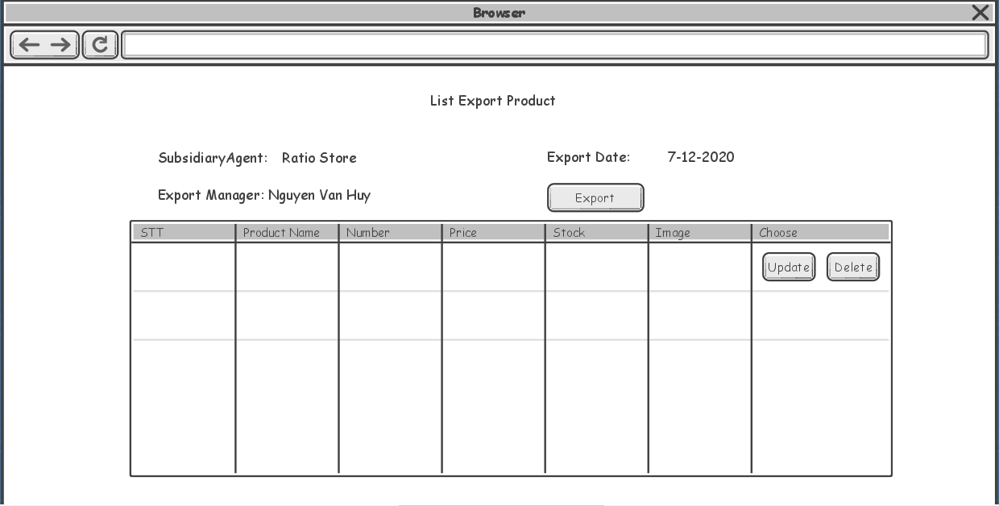 Browser
List Export Product
SubsidiaryAgent: Ratio Store Export Date: 7-12-2020
Export Manager: Nguyen Van Huy Export
STT Product Name Number Price Stock Image Choose
Update Delete